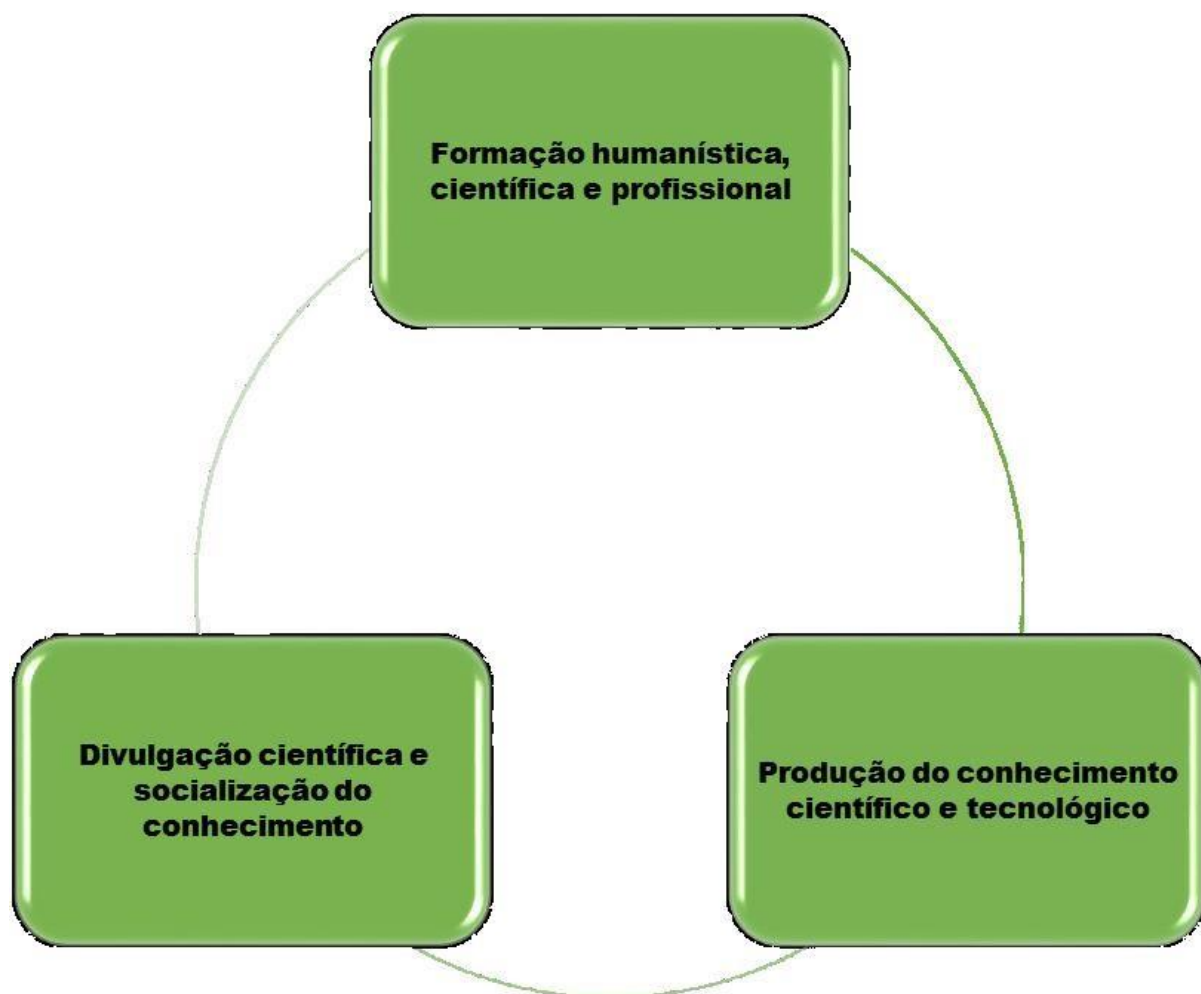 Formação humanística,
científica e profissional
Divulgação científica e
socialização do
conhecimento
Produção do conhecimento
científico e tecnológico